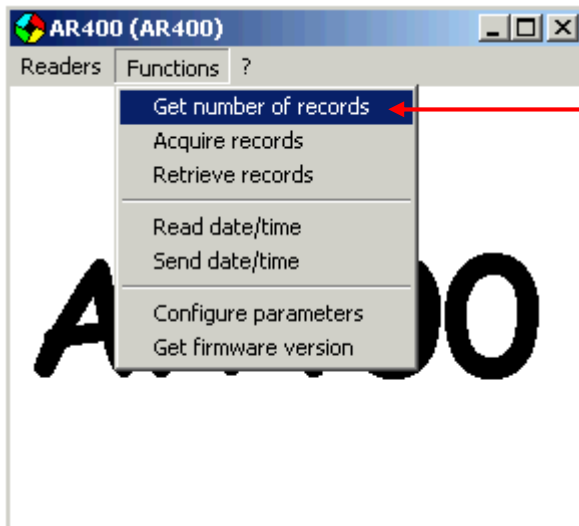 AR400 (AR400)
Readers Functions ?
Get number of records
Acquire records
Retrieve records
Read date/time
Send date/time
Configure parameters
Get firmware version